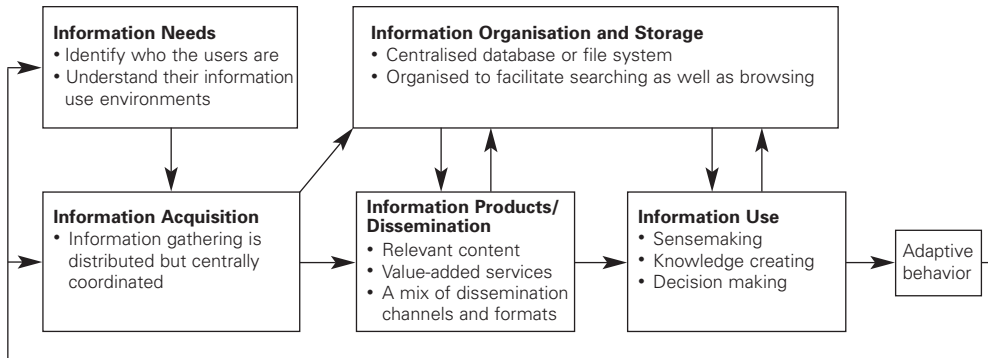 Information Needs
• Identify who the users are
• Understand their information
use environments
Information Organisation and Storage
• Centralised database or file system
• Organised to facilitate searching as well as browsing
Information Acquisition
• Information gathering is
distributed but centrally
coordinated
Information Products/
Dissemination
• Relevant content
• Value-added services
• A mix of dissemination
channels and formats
Information Use
• Sensemaking
• Knowledge creating
• Decision making
Adaptive
behavior